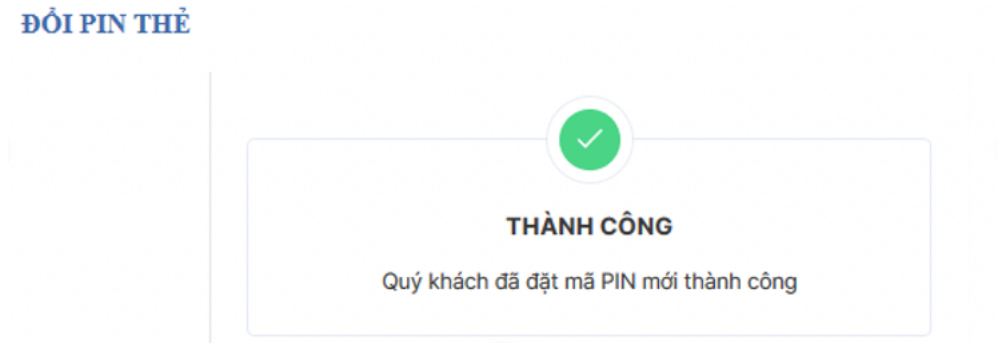 ĐỔI PIN THẺ
THÀNH CÔNG
Quý khách đã đặt mã PIN mới thành công